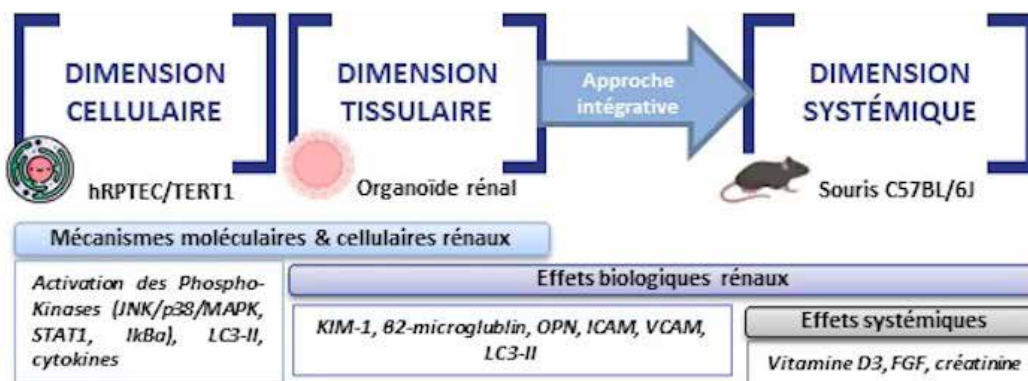 DIMENSION
CELLULAIRE
hRPTEC/TERT1
DIMENSION
TISSULAIRE
Organoïde rénal
Approche
intégrative
DIMENSION
SYSTÉMIQUE
Souris C57BL/6J
Mécanismes moléculaires & cellulaires rénaux
Activation des Phospho-
Kinases (JNK/p38/MAPK,
STAT1, IkBa), LC3-II,
cytokines
Effets biologiques rénaux
KIM-1, β2-microglublin, OPN, ICAM, VCAM,
LC3-II
Effets systémiques
Vitamine D3, FGF, créatinine